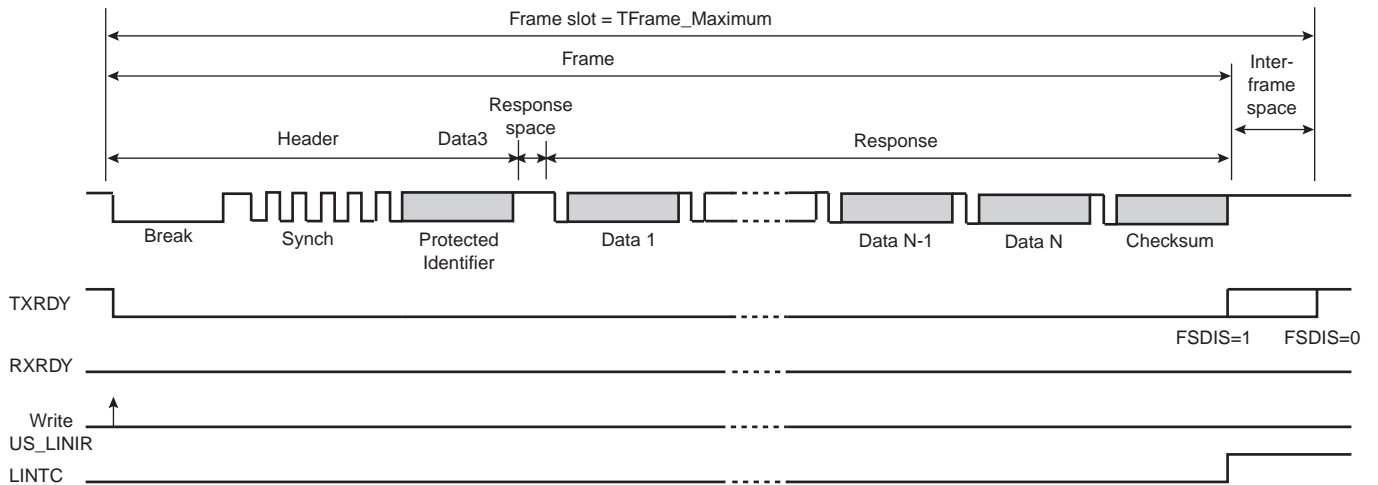 Frame slot = TFrame_Maximum
Frame
Inter-
frame
space
Response
space
Header
Data3
Response
Break
Synch
Protected
Identifier
Data 1
Data N-1
Data N
Checksum
TXRDY
FSDIS=1
FSDIS=0
RXRDY
Write
US_LINIR
LINTC